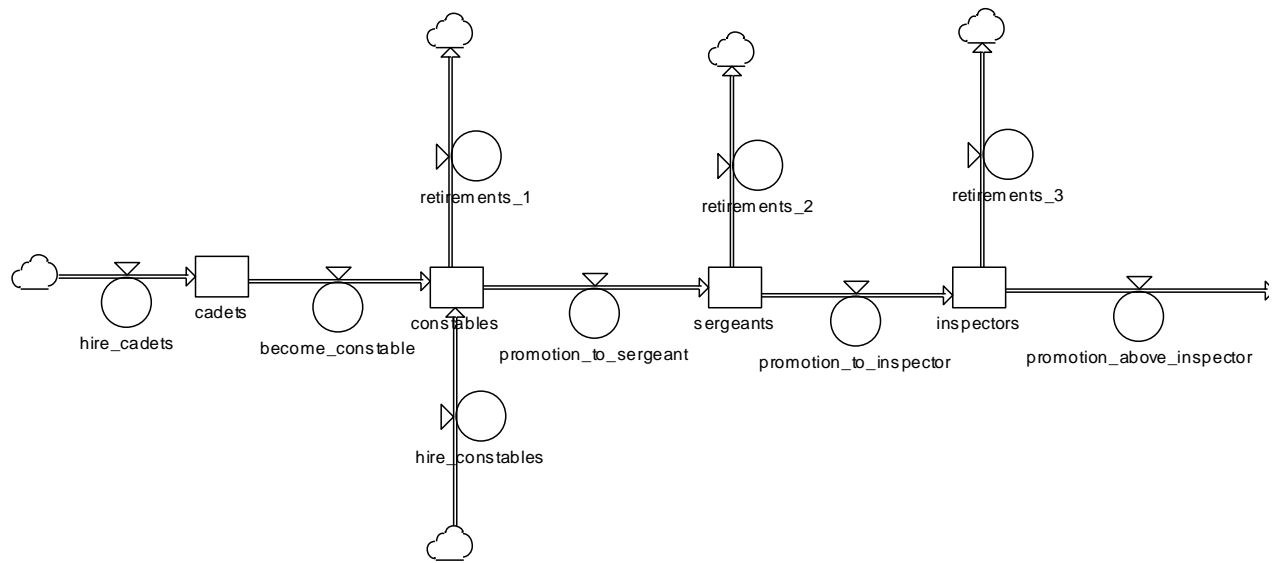 retirements_1
retirements_2
retirements_3
hire_cadets
cadets
become_constable
constables
promotion_to_sergeant
sergeants
promotion_to_inspector
inspectors
promotion_above_inspector
hire_constables